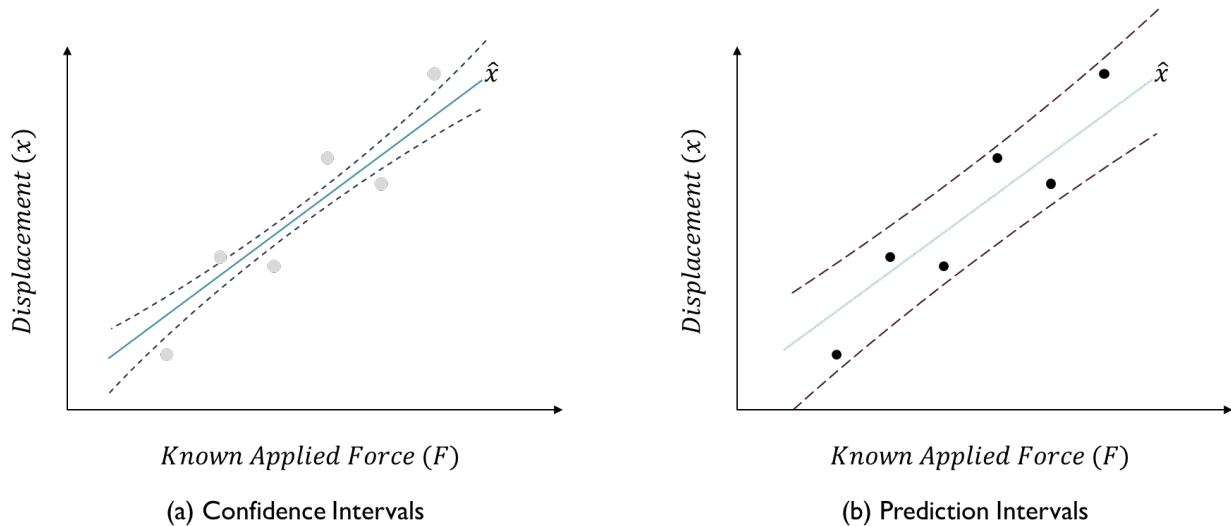 x̂
Displacement (x)
Known Applied Force (F)
(a) Confidence Intervals
x̂
Displacement (x)
Known Applied Force (F)
(b) Prediction Intervals